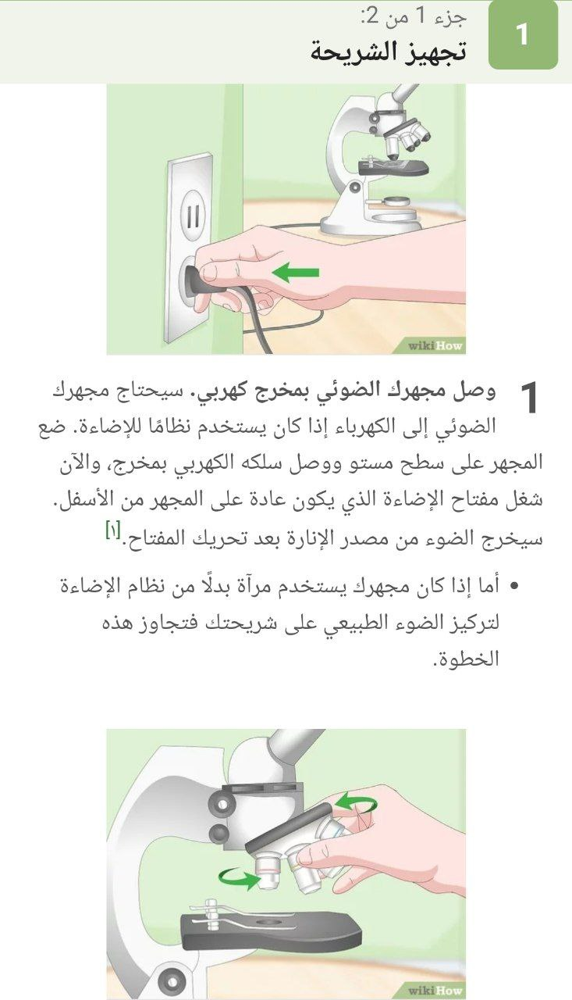 1
جزء 1 من 2:
تجهيز الشريحة
wikiHow
1
وصل مجهرك الضوئي بمخرج كهربي. سيحتاج مجهرك
الضوئي إلى الكهرباء إذا كان يستخدم نظامًا للإضاءة. ضع
المجهر على سطح مستو ووصل سلكه الكهربي بمخرج، والآن
شغل مفتاح الإضاءة الذي يكون عادة على المجهر من الأسفل.
سيخرج الضوء من مصدر الإنارة بعد تحريك المفتاح.[١]
• أما إذا كان مجهرك يستخدم مرآة بدلًا من نظام الإضاءة
لتركيز الضوء الطبيعي على شريحتك فتجاوز هذه
الخطوة.
wikiHow